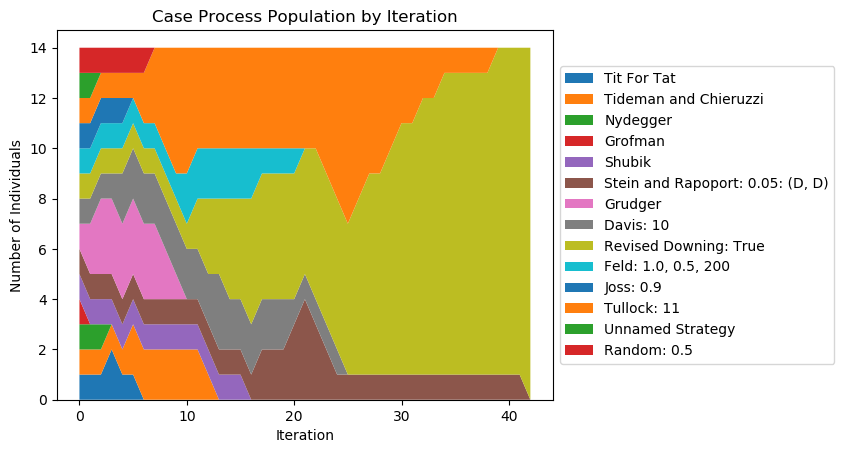 Case Process Population by Iteration
Number of Individuals
14
12
10
8
6
4
2
0
0
10
20
30
40
Iteration
Tit For Tat
Tideman and Chieruzzi
Nydegger
Grofman
Shubik
Stein and Rapoport: 0.05: (D, D)
Grudger
Davis: 10
Revised Downing: True
Feld: 1.0, 0.5, 200
Joss: 0.9
Tullock: 11
Unnamed Strategy
Random: 0.5